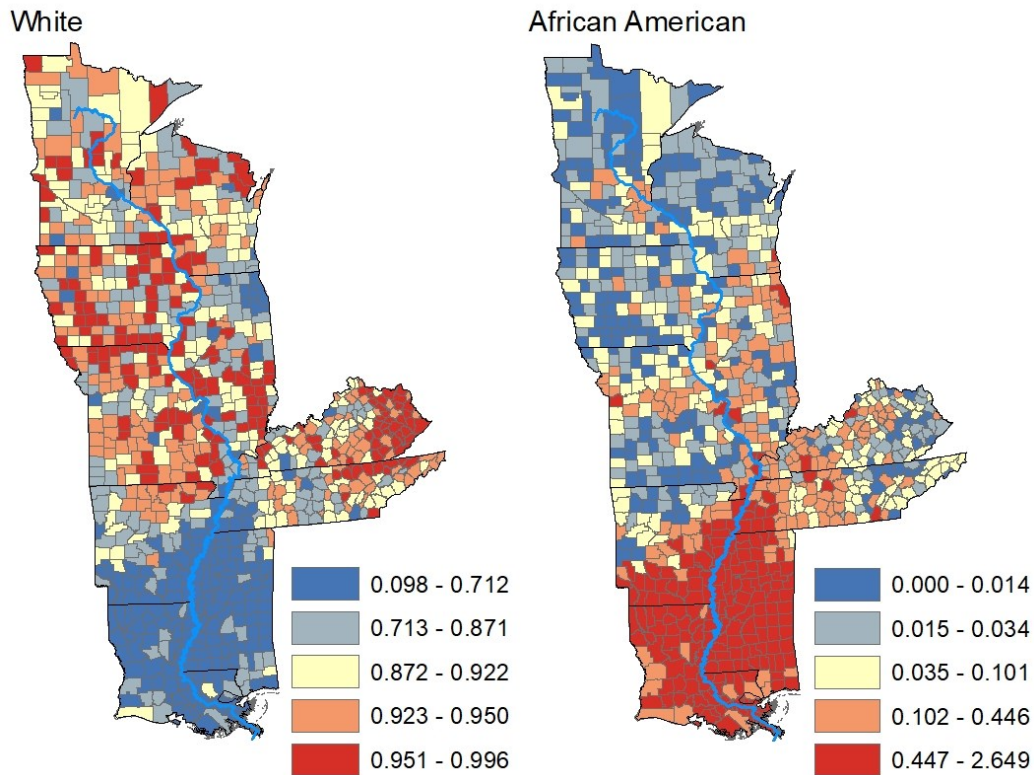 White
African American
0.098 - 0.712
0.713 - 0.871
0.872 - 0.922
0.923 - 0.950
0.951 - 0.996
0.000 - 0.014
0.015 - 0.034
0.035 - 0.101
0.102 - 0.446
0.447 - 2.649